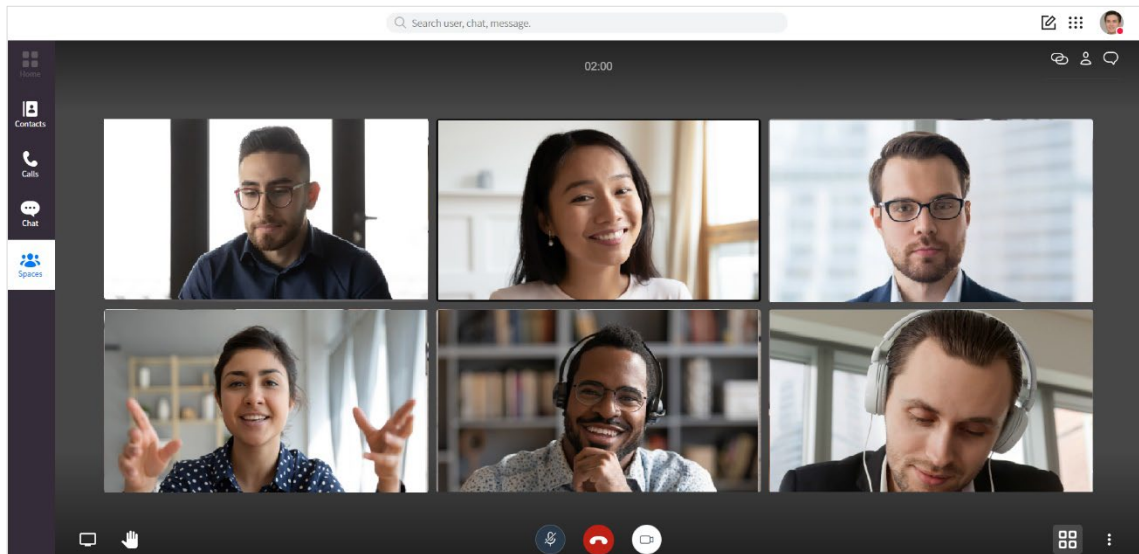 Search user, chat, message.
02:00
Home
Contacts
Calls
Chat
Spaces